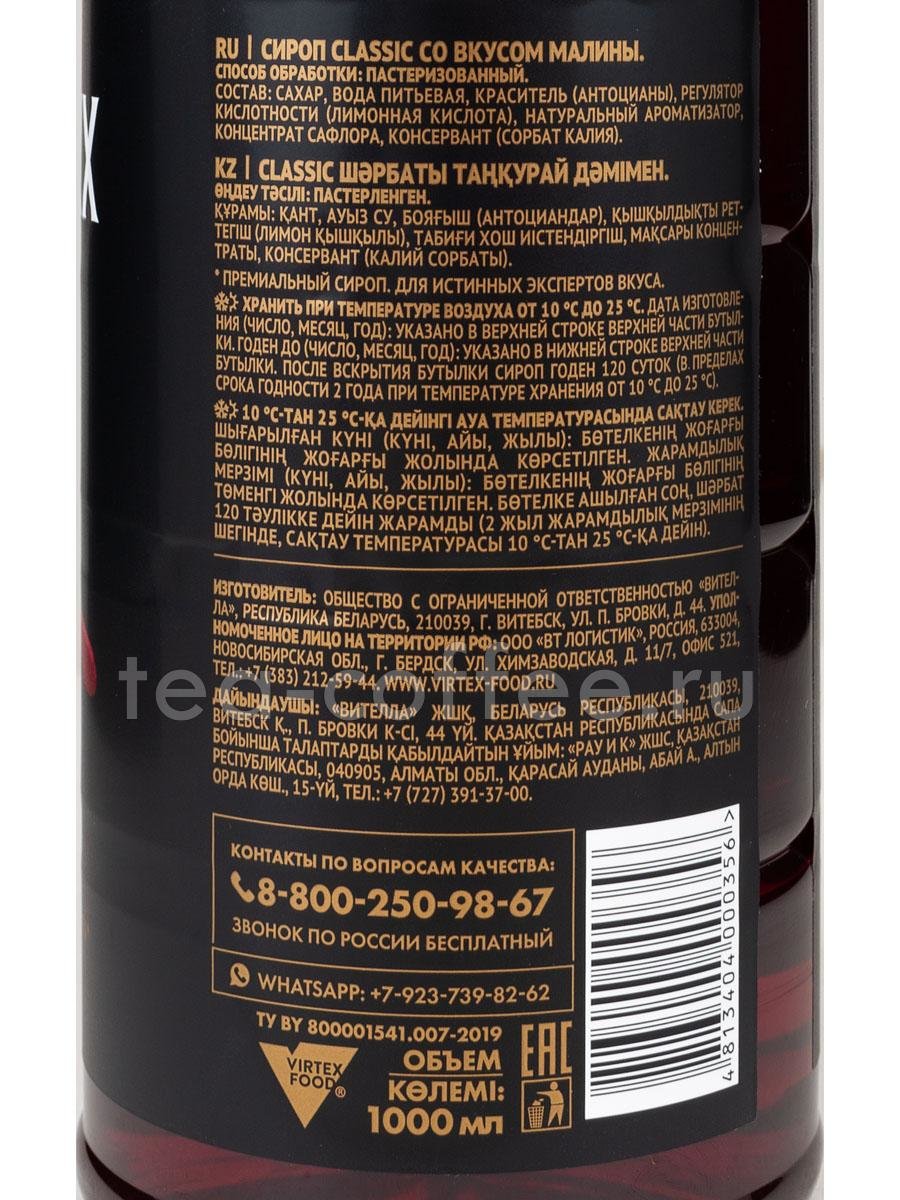 X
RU | СИРОП CLASSIC СО ВКУСОМ МАЛИНЫ.
СПОСОБ ОБРАБОТКИ: ПАСТЕРИЗОВАННЫЙ.
СОСТАВ: САХАР, ВОДА ПИТЬЕВАЯ, КРАСИТЕЛЬ (АНТОЦИАНЫ), РЕГУЛЯТОР
КИСЛОТНОСТИ (ЛИМОННАЯ КИСЛОТА), НАТУРАЛЬНЫЙ АРОМАТИЗАТОР,
КОНЦЕНТРАТ САФЛОРА, КОНСЕРВАНТ (СОРБАТ КАЛИЯ).
KZ | CLASSIC ШӘРБАТЫ ТАҢҚУРАЙ ДӘМІМЕН.
ӨҢДЕУ ТӘСІЛІ: ПАСТЕРЛЕНГЕН.
ҚҰРАМЫ: ҚАНТ, АУЫЗ СУ, БОЯҒЫШ (АНТОЦИАНДАР), ҚЫШҚЫЛДЫҚТЫ РЕТ-
ТЕГІШ (ЛИМОН ҚЫШҚЫЛЫ), ТАБИҒИ ХОШ ИІСТЕНДІРГІШ, МАҚСАРЫ КОНЦЕН-
ТРАТЫ, КОНСЕРВАНТ (КАЛИЙ СОРБАТЫ).
* ПРЕМИАЛЬНЫЙ СИРОП. ДЛЯ ИСТИННЫХ ЭКСПЕРТОВ ВКУСА.
ХРАНИТЬ ПРИ ТЕМПЕРАТУРЕ ВОЗДУХА ОТ 10 °С ДО 25 °С. ДАТА ИЗГОТОВЛЕ-
НИЯ (ЧИСЛО, МЕСЯЦ, ГОД): УКАЗАНО В ВЕРХНЕЙ СТРОКЕ ВЕРХНЕЙ ЧАСТИ БУТЫЛ-
КИ. ГОДЕН ДО (ЧИСЛО, МЕСЯЦ, ГОД): УКАЗАНО В НИЖНЕЙ СТРОКЕ ВЕРХНЕЙ ЧАСТИ
БУТЫЛКИ. ПОСЛЕ ВСКРЫТИЯ БУТЫЛКИ СИРОП ГОДЕН 120 СУТОК (В ПРЕДЕЛАХ
СРОКА ГОДНОСТИ 2 ГОДА ПРИ ТЕМПЕРАТУРЕ ХРАНЕНИЯ ОТ 10 °С ДО 25 °С).
10 °С-ТАН 25 °С-ҚА ДЕЙІНГІ АУА ТЕМПЕРАТУРАСЫНДА САҚТАУ КЕРЕК.
ШЫҒАРЫЛҒАН КҮНІ (КҮНІ, АЙЫ, ЖЫЛЫ): БӨТЕЛКЕНІҢ ЖОҒАРҒЫ
БӨЛІГІНІҢ ЖОҒАРҒЫ ЖОЛЫНДА КӨРСЕТІЛГЕН. ЖАРАМДЫЛЫҚ
МЕРЗІМІ (КҮНІ, АЙЫ, ЖЫЛЫ): БӨТЕЛКЕНІҢ ЖОҒАРҒЫ БӨЛІГІНІҢ
ТӨМЕНГІ ЖОЛЫНДА КӨРСЕТІЛГЕН. БӨТЕЛКЕ АШЫЛҒАН СОҢ, ШӘРБАТ
120 ТӘУЛІККЕ ДЕЙІН ЖАРАМДЫ (2 ЖЫЛ ЖАРАМДЫЛЫҚ МЕРЗІМІНІҢ
ШЕГІНДЕ, САҚТАУ ТЕМПЕРАТУРАСЫ 10 °С-ТАН 25 °С-ҚА ДЕЙІН).
ИЗГОТОВИТЕЛЬ: ОБЩЕСТВО С ОГРАНИЧЕННОЙ ОТВЕТСТВЕННОСТЬЮ «ВИТЕЛ-
ЛА», РЕСПУБЛИКА БЕЛАРУСЬ, 210039, Г. ВИТЕБСК, УЛ. П. БРОВКИ, Д. 44. УПОЛ-
НОМОЧЕННОЕ ЛИЦО НА ТЕРРИТОРИИ РФ: ООО «ВТ ЛОГИСТИК», РОССИЯ, 633004,
НОВОСИБИРСКАЯ ОБЛ., Г. БЕРДСК, УЛ. ХИМЗАВОДСКАЯ, Д. 11/7, ОФИС 521,
ТЕЛ.: +7 (383) 212-59-44, WWW.VIRTEX-FOOD.RU
tea-coffee.ru
ДАЙЫНДАУШЫ: «ВИТЕЛЛА» ЖШҚ, БЕЛАРУСЬ РЕСПУБЛИКАСЫ, 210039,
ВИТЕБСК Қ., П. БРОВКИ К-СІ, 44 ҮЙ. ҚАЗАҚСТАН РЕСПУБЛИКАСЫНДА САПА
БОЙЫНША ТАЛАПТАРДЫ ҚАБЫЛДАЙТЫН ҰЙЫМ: «РАУ И К» ЖШС, ҚАЗАҚСТАН
РЕСПУБЛИКАСЫ, 040905, АЛМАТЫ ОБЛ., ҚАРАСАЙ АУДАНЫ, АБАЙ А., АЛТЫН
ОРДА КӨШ., 15-ҮЙ, ТЕЛ.: +7 (727) 391-37-00.
КОНТАКТЫ ПО ВОПРОСАМ КАЧЕСТВА:
8-800-250-98-67
ЗВОНОК ПО РОССИИ БЕСПЛАТНЫЙ
WHATSAPP: +7-923-739-82-62
ТУ BY 800001541.007-2019
VIRTEX
FOOD®
ОБЪЕМ
КӨЛЕМІ:
1000 мл
EAC
4 813404 000356 >